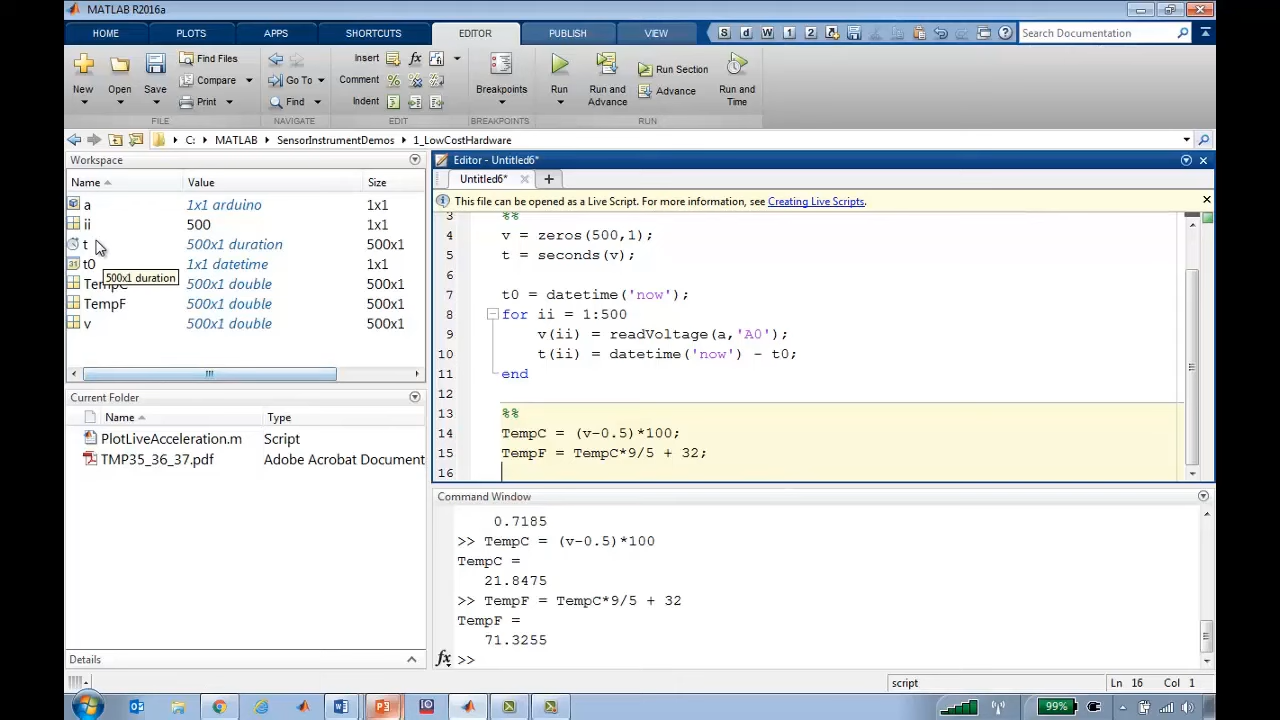 MATLAB R2016a
HOME PLOTS APPS SHORTCUTS EDITOR PUBLISH VIEW Search Documentation
New Open Save Find Files Compare Print
Insert Comment Indent
Go To Find
Breakpoints Run Run and Advance Run Section Advance Run and Time
FILE NAVIGATE EDIT BREAKPOINTS RUN
C: MATLAB SensorInstrumentDemos 1_LowCostHardware
Workspace
Name Value Size
a 1x1 arduino 1x1
ii 500 1x1
t 500x1 duration 500x1
t0 1x1 datetime 1x1
500x1 duration
TempC 500x1 double 500x1
TempF 500x1 double 500x1
v 500x1 double 500x1
Current Folder
Name Type
PlotLiveAcceleration.m Script
TMP35_36_37.pdf Adobe Acrobat Document
Details
Editor - Untitled6*
Untitled6*
This file can be opened as a Live Script. For more information, see Creating Live Scripts.
3 %%
4 v = zeros(500,1);
5 t = seconds(v);
6
7 t0 = datetime('now');
8 for ii = 1:500
9 v(ii) = readVoltage(a,'A0');
10 t(ii) = datetime('now') - t0;
11 end
12
13 %%
14 TempC = (v-0.5)*100;
15 TempF = TempC*9/5 + 32;
16
Command Window
0.7185
>> TempC = (v-0.5)*100
TempC =
21.8475
>> TempF = TempC*9/5 + 32
TempF =
71.3255
fx >>
script Ln 16 Col 1
99%